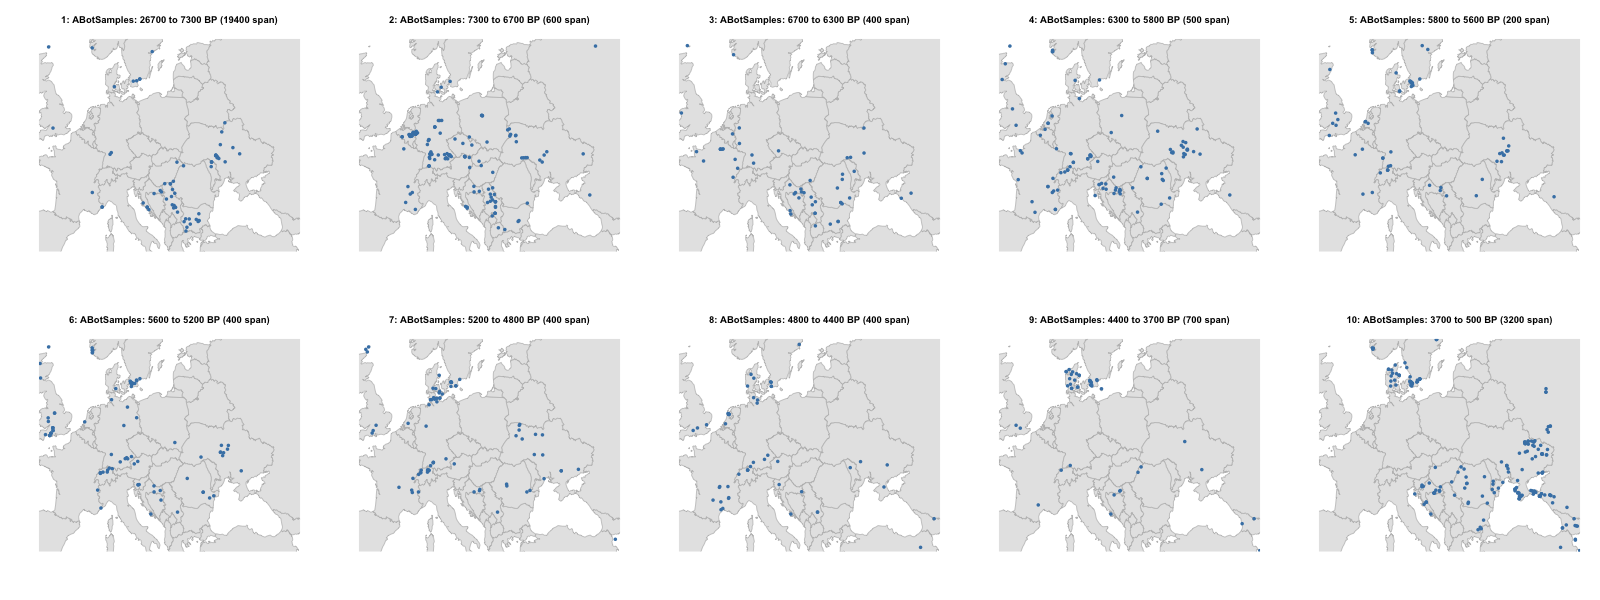 1: ABotSamples: 26700 to 7300 BP (19400 span)
2: ABotSamples: 7300 to 6700 BP (600 span)
3: ABotSamples: 6700 to 6300 BP (400 span)
4: ABotSamples: 6300 to 5800 BP (500 span)
5: ABotSamples: 5800 to 5600 BP (200 span)
6: ABotSamples: 5600 to 5200 BP (400 span)
7: ABotSamples: 5200 to 4800 BP (400 span)
8: ABotSamples: 4800 to 4400 BP (400 span)
9: ABotSamples: 4400 to 3700 BP (700 span)
10: ABotSamples: 3700 to 500 BP (3200 span)